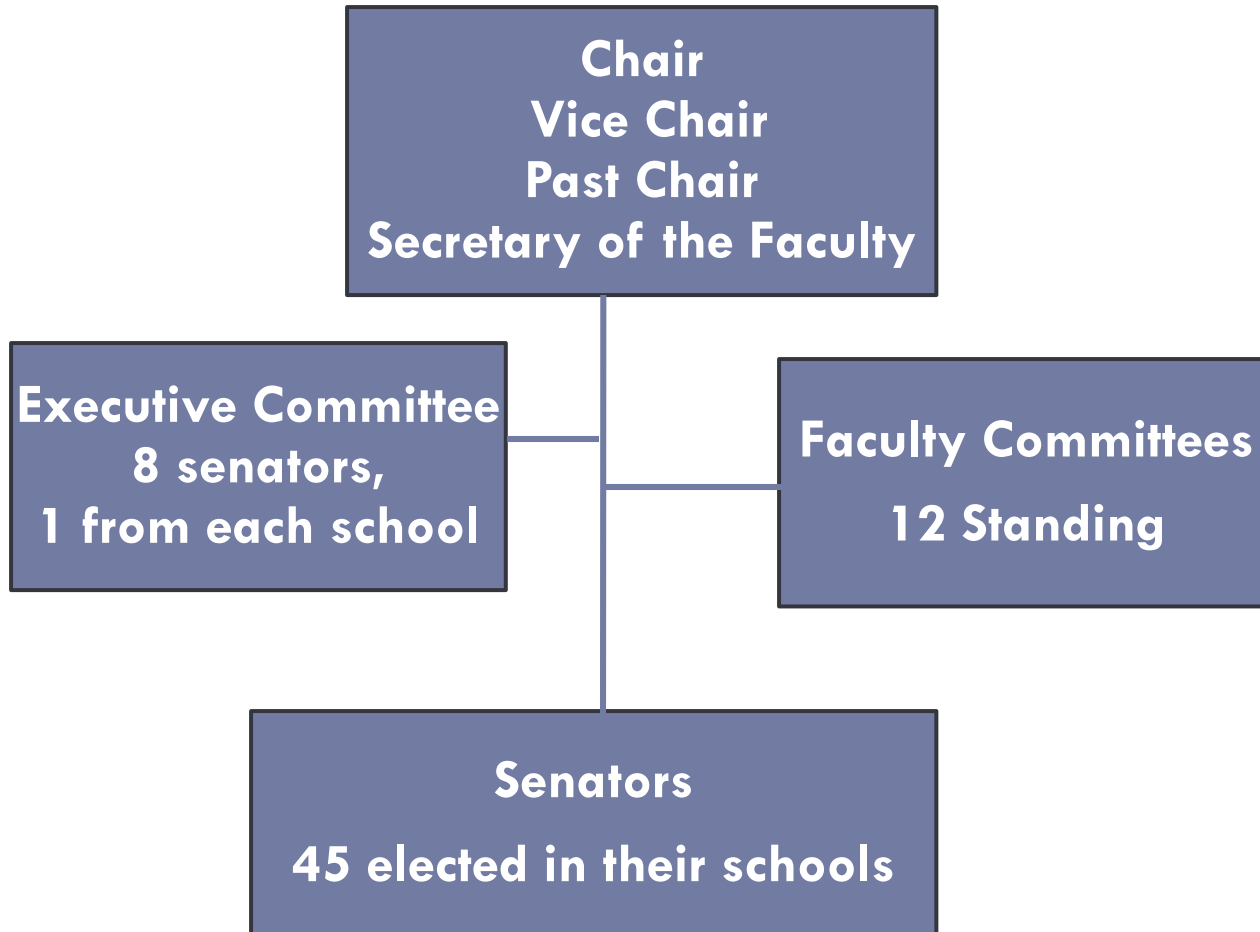 Chair
Vice Chair
Past Chair
Secretary of the Faculty
Executive Committee
8 senators,
1 from each school
Faculty Committees
12 Standing
Senators
45 elected in their schools